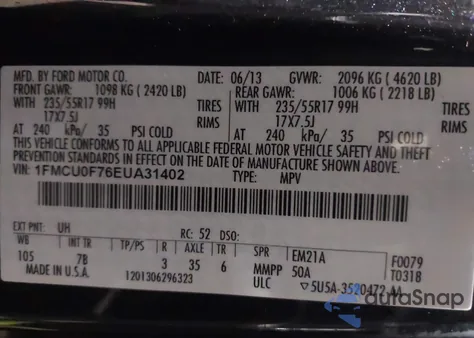 MFD. BY FORD MOTOR CO.
DATE: 06/13 GVWR: 2096 KG (4620 LB)
FRONT GAWR: 1098 KG (2420 LB) REAR GAWR: 1006 KG (2218 LB)
WITH 235/55R17 99H TIRES WITH 235/55R17 99H TIRES
17X7.5J RIMS 17X7.5J RIMS
AT 240 kPa/ 35 PSI COLD AT 240 kPa/ 35 PSI COLD
THIS VEHICLE CONFORMS TO ALL APPLICABLE FEDERAL MOTOR VEHICLE SAFETY AND THEFT
PREVENTION STANDARDS IN EFFECT ON THE DATE OF MANUFACTURE SHOWN ABOVE.
VIN: 1FMCU0F76EUA31402 TYPE: MPV
EXT PNT: UH RC: 52 DSO:
WB INT TR TP/PS R AXLE TR SPR EM21A F0079
105 7B 3 35 6 MMPP 50A T0318
MADE IN U.S.A. 1201306296323 ULC 5U5A-3520472-AA
autoSnap